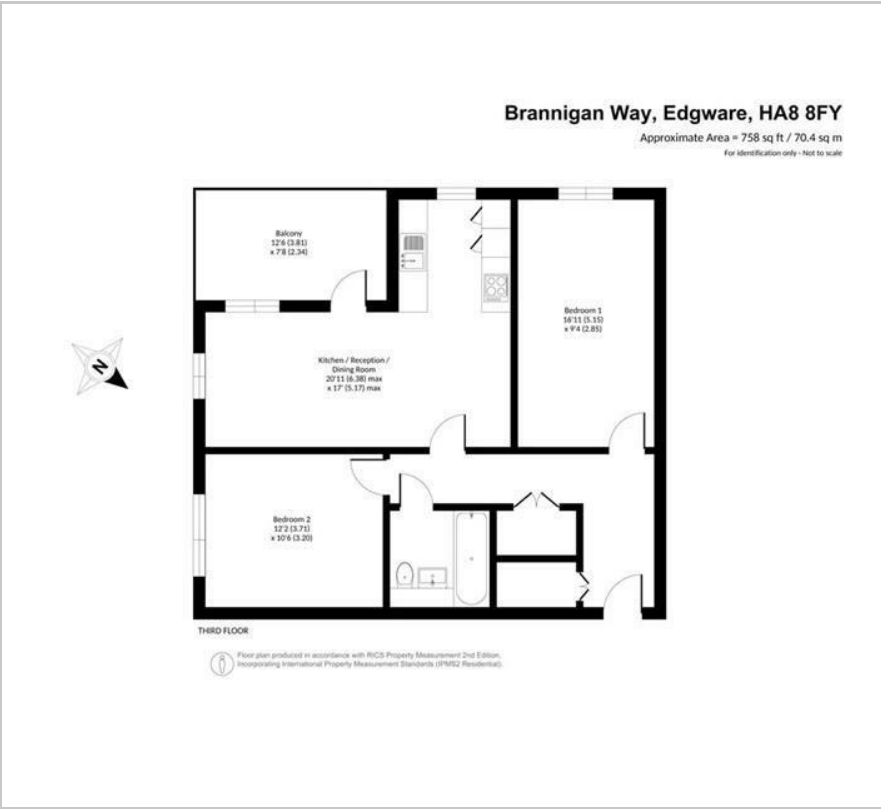 Brannigan Way, Edgware, HA8 8FY
Approximate Area = 758 sq ft / 70.4 sq m
For identification only - Not to scale
Balcony
12'6 (3.81)
x 7'8 (2.34)
Bedroom 1
16'11 (5.15)
x 9'4 (2.85)
Kitchen / Reception /
Dining Room
20'11 (6.38) max
x 17' (5.17) max
N
Bedroom 2
12'2 (3.71)
x 10'6 (3.20)
THIRD FLOOR
Floor plan produced in accordance with RICS Property Measurement 2nd Edition,
Incorporating International Property Measurement Standards (IPMS2 Residential).